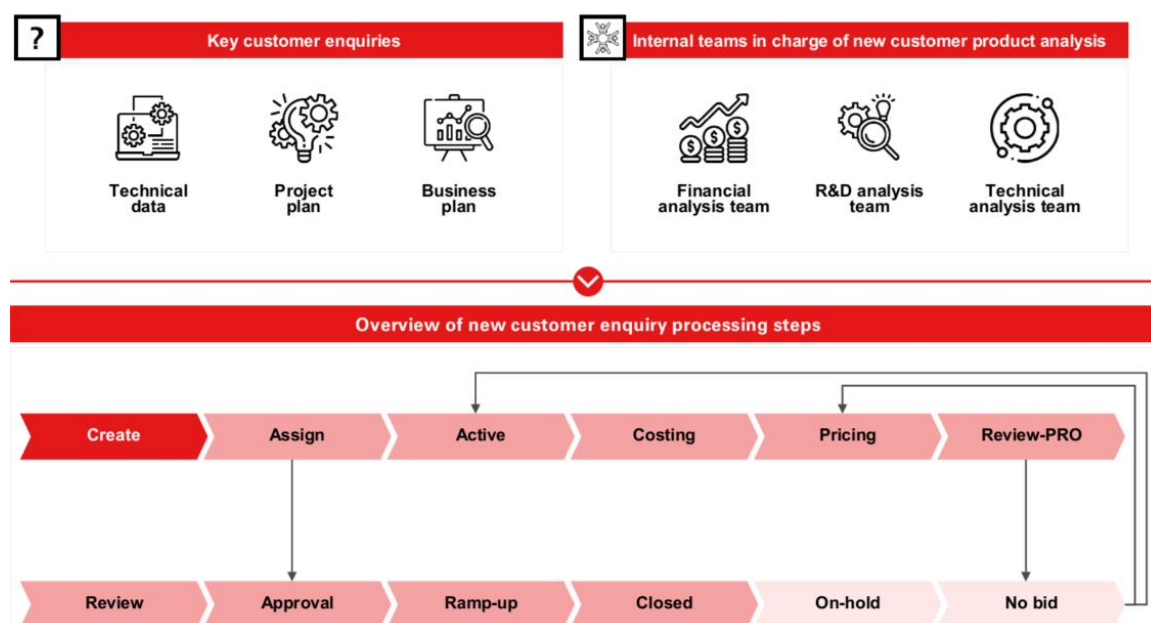 ?
Key customer enquiries
Technical
data
Project
plan
Business
plan
Internal teams in charge of new customer product analysis
$ $ $
Financial
analysis team
R&D analysis
team
Technical
analysis team
Overview of new customer enquiry processing steps
Create
Assign
Active
Costing
Pricing
Review-PRO
Review
Approval
Ramp-up
Closed
On-hold
No bid